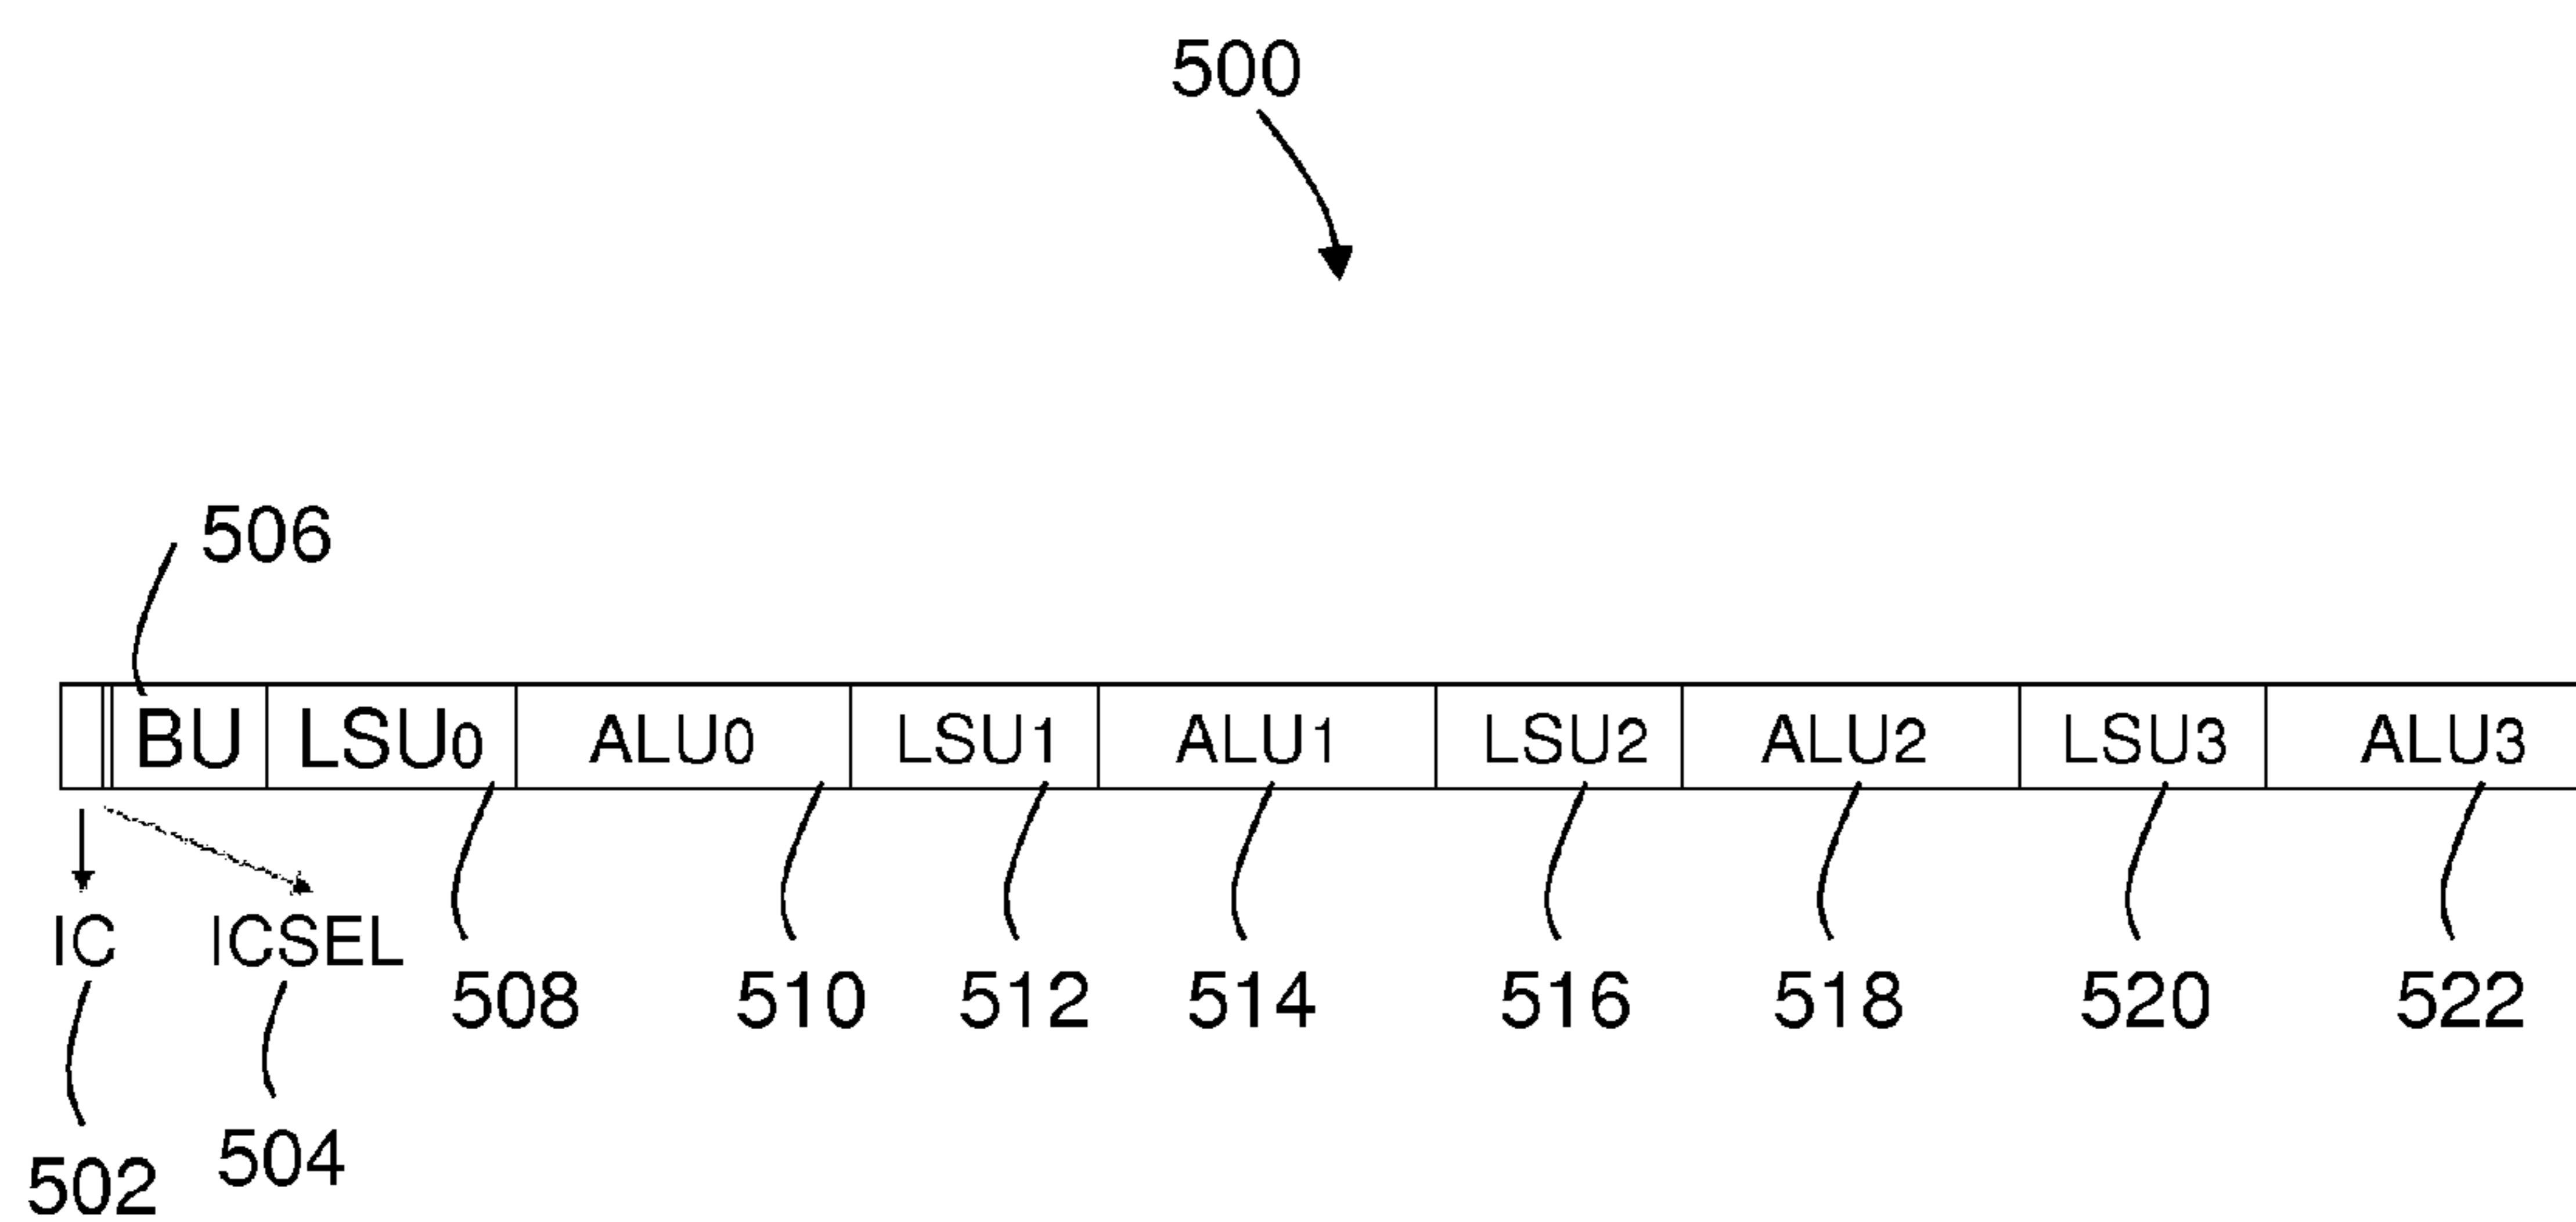 500
506
BU LSU0 ALU0 LSU1 ALU1 LSU2 ALU2 LSU3 ALU3
IC ICSEL
508 510 512 514 516 518 520 522
502 504